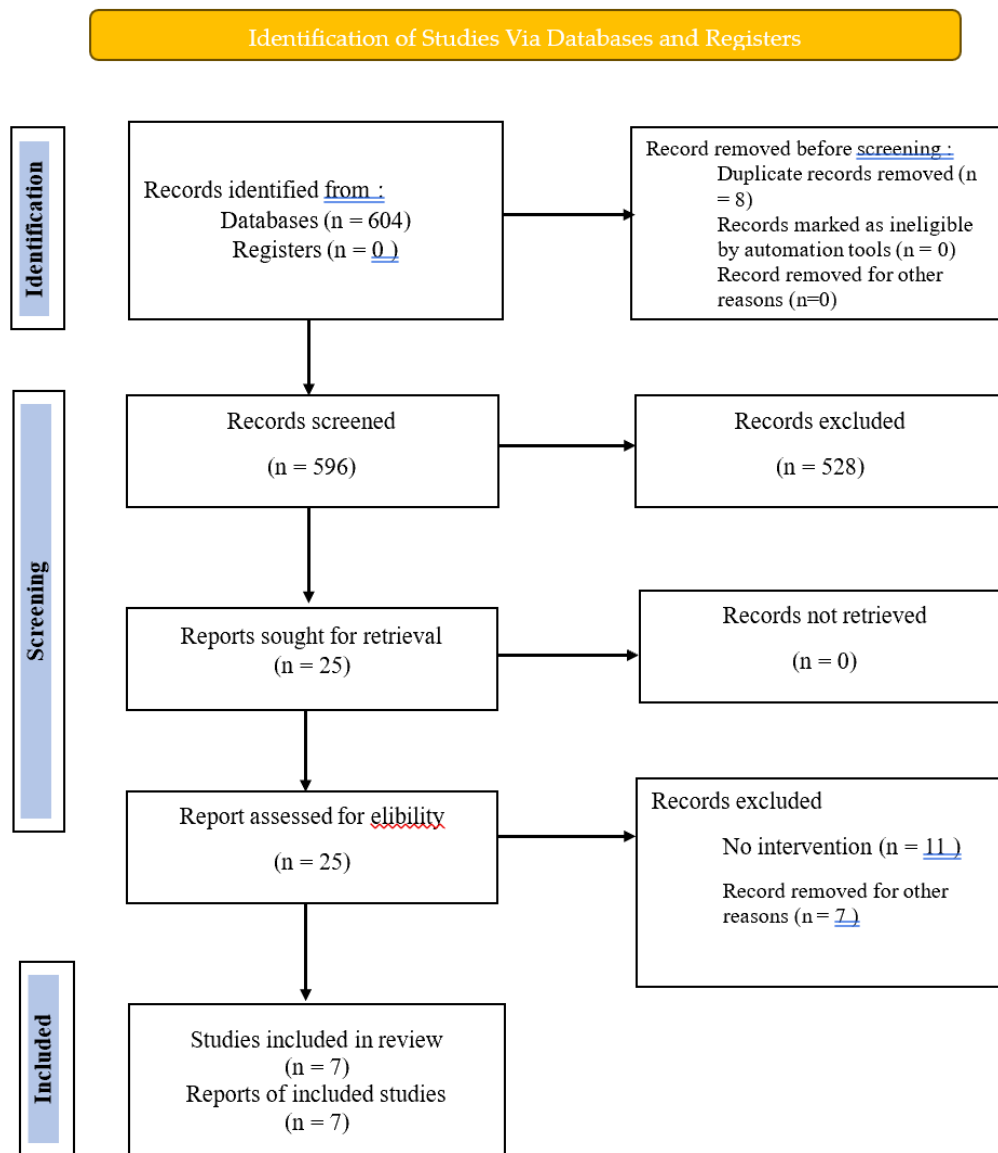 Identification of Studies Via Databases and Registers
Identification
Records identified from :
Databases (n = 604)
Registers (n = 0 )
Record removed before screening :
Duplicate records removed (n
= 8)
Records marked as ineligible
by automation tools (n = 0)
Record removed for other
reasons (n=0)
Screening
Records screened
(n = 596)
Records excluded
(n = 528)
Reports sought for retrieval
(n = 25)
Records not retrieved
(n = 0)
Report assessed for elibility
(n = 25)
Records excluded
No intervention (n = 11 )
Record removed for other
reasons (n = 7 )
Included
Studies included in review
(n = 7)
Reports of included studies
(n = 7)